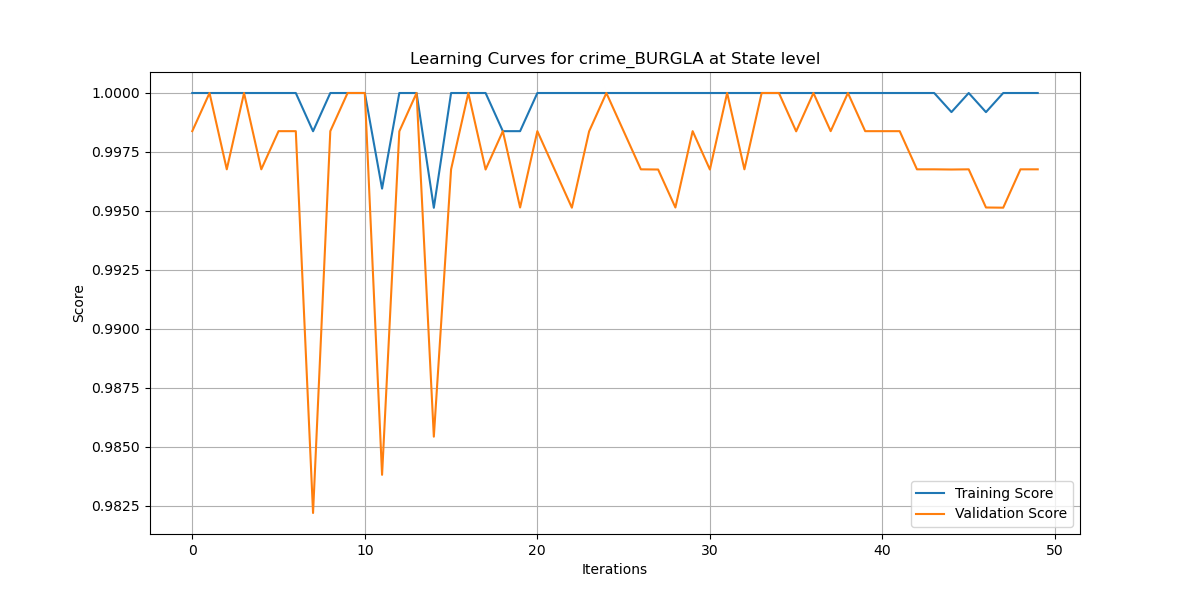 Learning Curves for crime_BURGLA at State level
1.0000
0.9975
0.9950
0.9925
0.9900
0.9875
0.9850
0.9825
Score
0
10
20
30
40
50
Iterations
Training Score
Validation Score